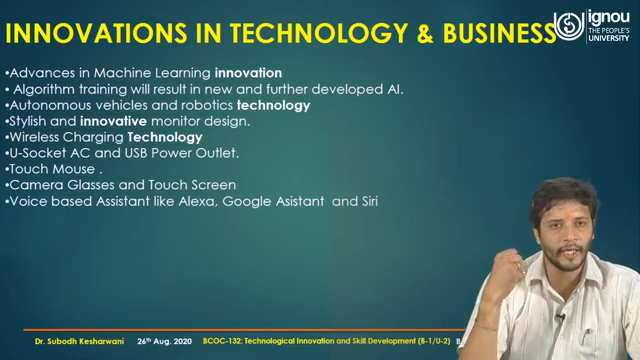 INNOVATIONS IN TECHNOLOGY & BUSINESS
ignou
THE PEOPLE'S
UNIVERSITY
•Advances in Machine Learning innovation
• Algorithm training will result in new and further developed AI.
•Autonomous vehicles and robotics technology
•Stylish and innovative monitor design.
•Wireless Charging Technology
•U-Socket AC and USB Power Outlet.
•Touch Mouse .
•Camera Glasses and Touch Screen
•Voice based Assistant like Alexa, Google Asistant and Siri
Dr. Subodh Kesharwani 26th Aug. 2020 BCOC-132: Technological Innovation and Skill Development (B-1/U-2) B